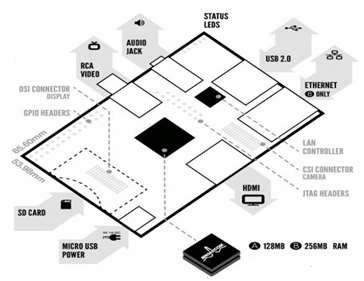 STATUS
LEDS
AUDIO
JACK
USB 2.0
RCA
VIDEO
ETHERNET
B ONLY
DSI CONNECTOR
DISPLAY
GPIO HEADERS
85.60mm
53.98mm
LAN
CONTROLLER
CSI CONNECTOR
CAMERA
JTAG HEADERS
HDMI
SD CARD
MICRO USB
POWER
A 128MB B 256MB RAM